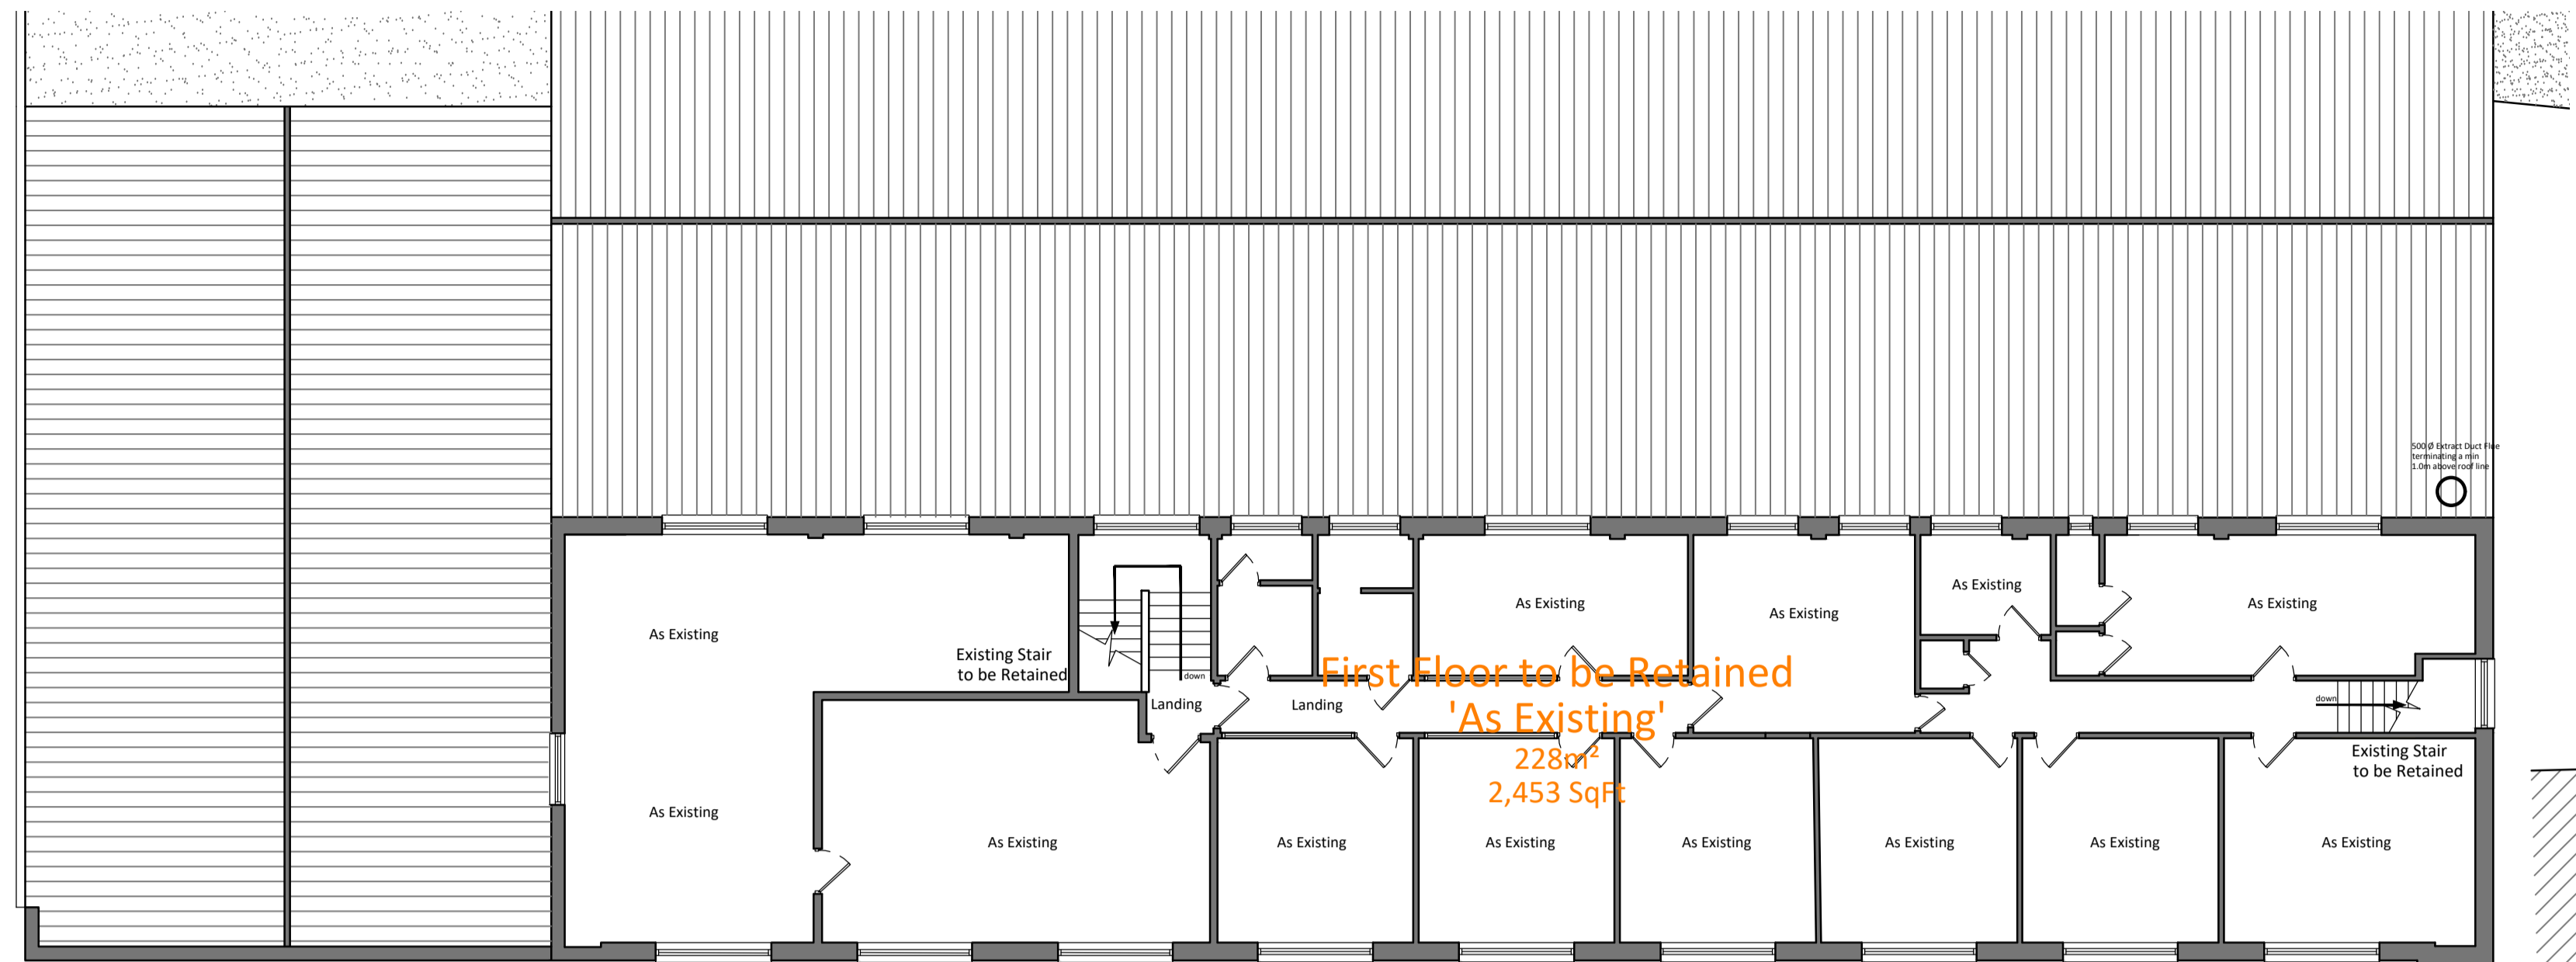 500 Ø Extract Duct Flue
terminating a min
1.0m above roof line
As Existing
As Existing
As Existing
As Existing
As Existing
Existing Stair
to be Retained
down
Landing
Landing
First Floor to be Retained
'As Existing'
228m²
2,453 SqFt
down
Existing Stair
to be Retained
As Existing
As Existing
As Existing
As Existing
As Existing
As Existing
As Existing
As Existing